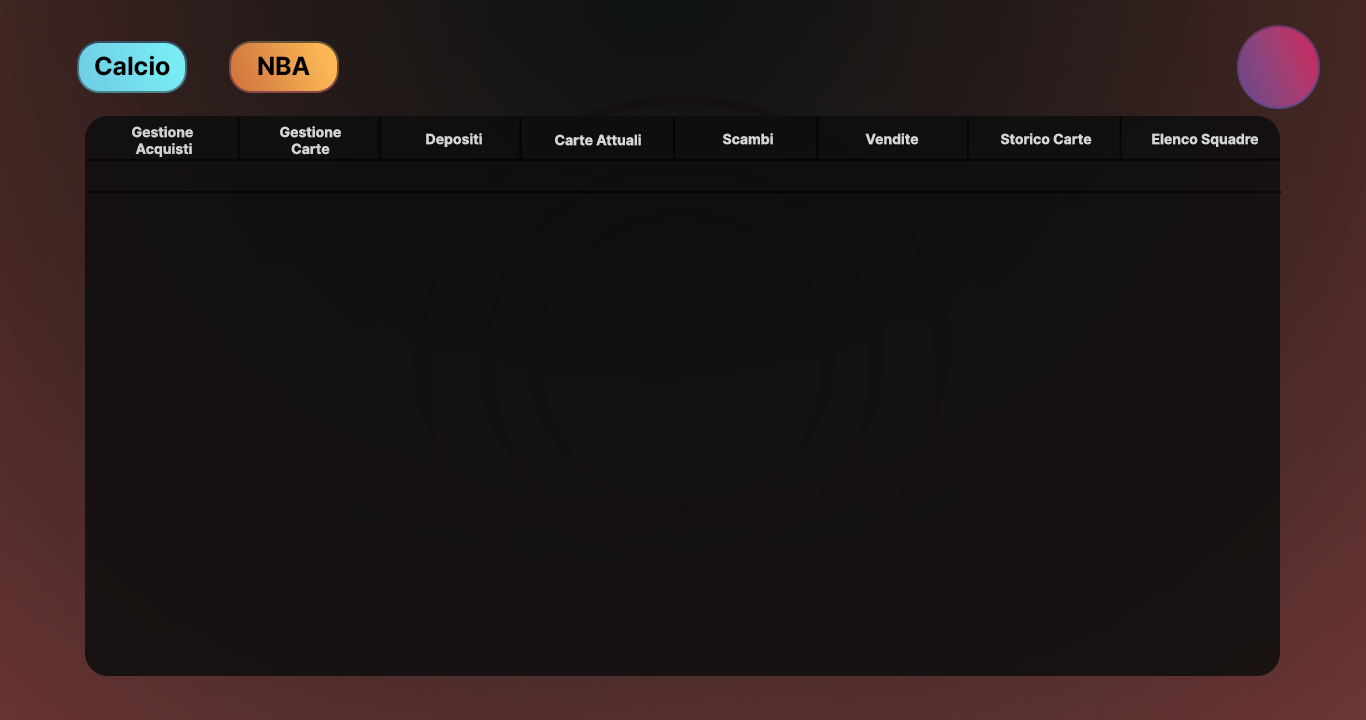 Calcio
NBA
Gestione
Acquisti
Gestione
Carte
Depositi
Carte Attuali
Scambi
Vendite
Storico Carte
Elenco Squadre